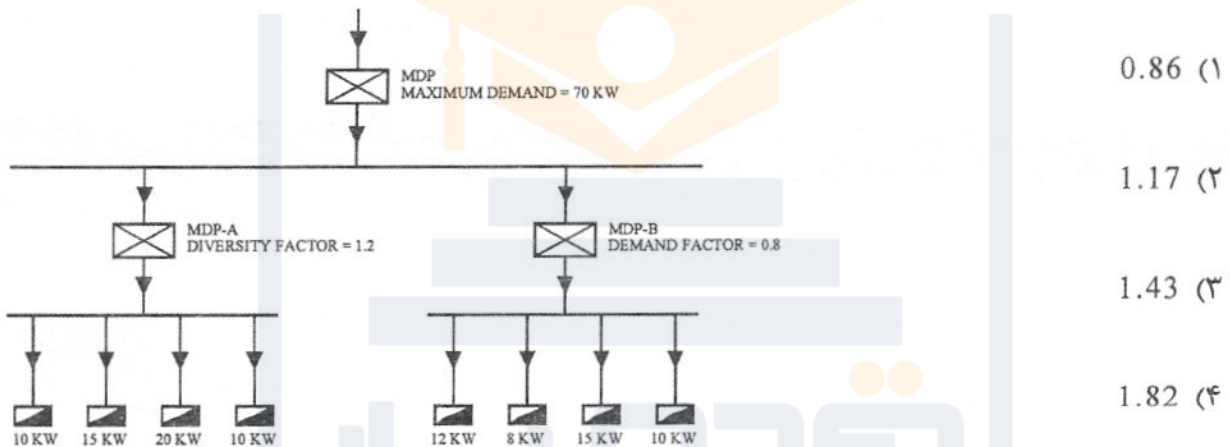 MDP
MAXIMUM DEMAND = 70 KW
MDP-A
DIVERSITY FACTOR = 1.2
MDP-B
DEMAND FACTOR = 0.8
10 KW 15 KW 20 KW 10 KW 12 KW 8 KW 15 KW 10 KW
0.86 (۱
1.17 (۲
1.43 (۳
1.82 (۴